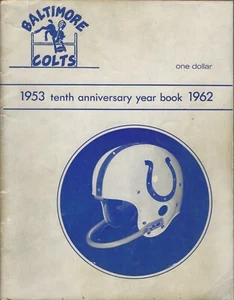 BALTIMORE
COLTS
one dollar
1953 tenth anniversary year book 1962